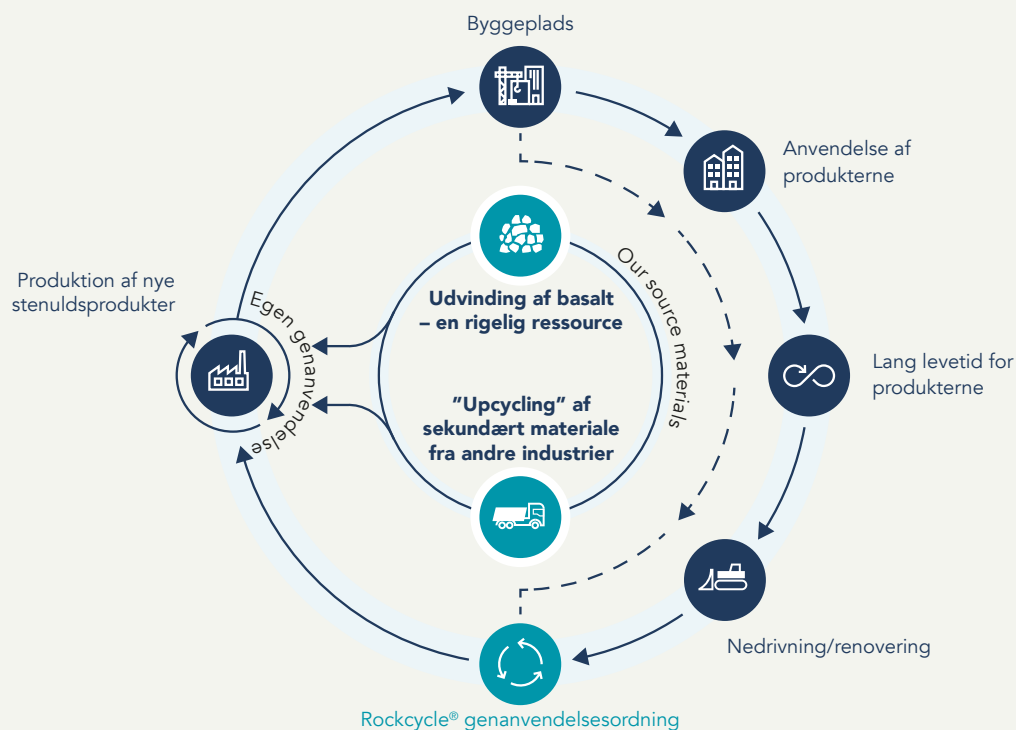 Byggeplads
Anvendelse af
produkterne
Produktion af nye
stenuldsprodukter
Egen genanvendelse
Udvinding af basalt
– en rigelig ressource
Our source materials
Lang levetid for
produkterne
”Upcycling” af
sekundært materiale
fra andre industrier
Nedrivning/renovering
Rockcycle® genanvendelsesordning